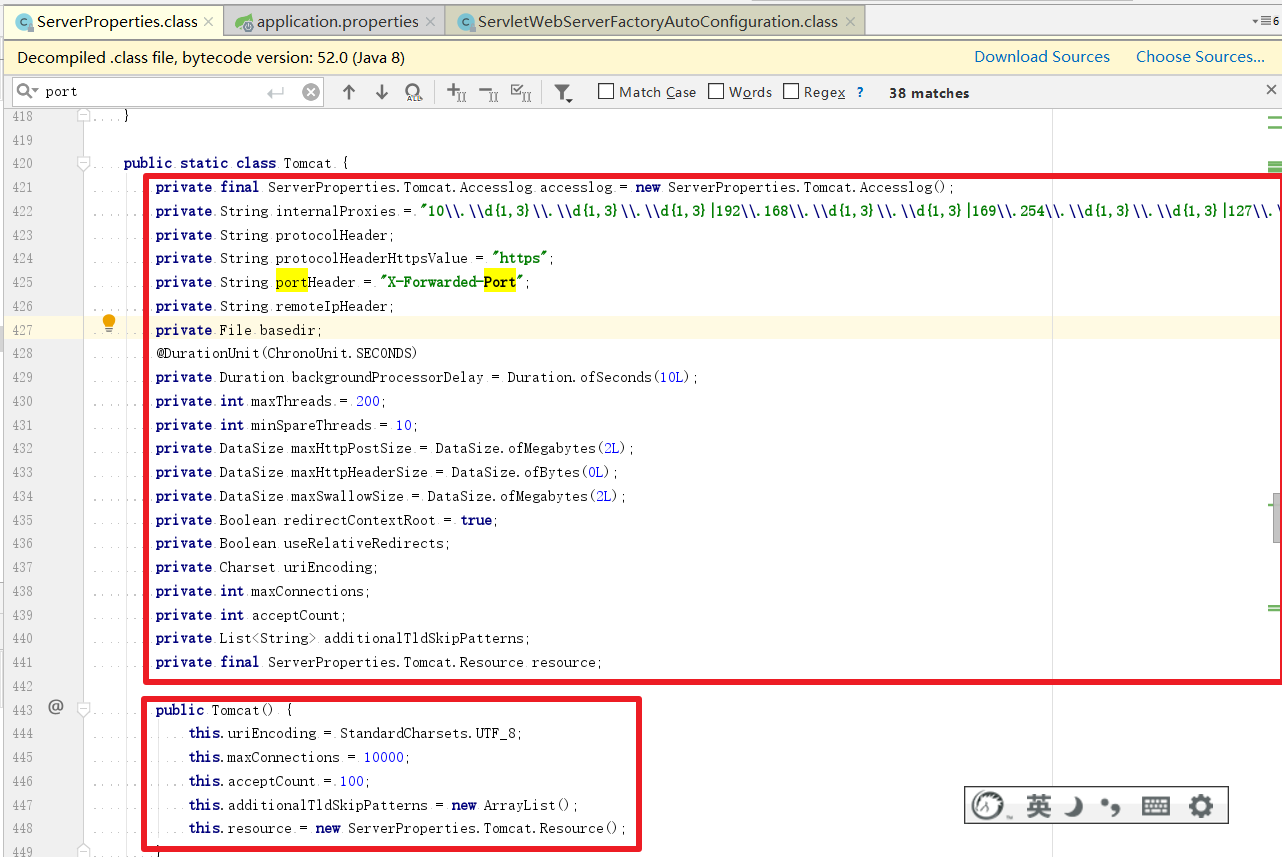 ServerProperties.class × application.properties × ServletWebServerFactoryAutoConfiguration.class × 6
Decompiled .class file, bytecode version: 52.0 (Java 8) Download Sources Choose Sources...
port Match Case Words Regex ? 38 matches
418 }
419
420 public static class Tomcat {
421 private final ServerProperties.Tomcat.Accesslog accesslog = new ServerProperties.Tomcat.Accesslog();
422 private String internalProxies = "10\\.\\d{1,3}\\.\\d{1,3}\\.\\d{1,3}|192\\.168\\.\\d{1,3}\\.\\d{1,3}|169\\.254\\.\\d{1,3}\\.\\d{1,3}|127\\.\
423 private String protocolHeader;
424 private String protocolHeaderHttpsValue = "https";
425 private String portHeader = "X-Forwarded-Port";
426 private String remoteIpHeader;
427 private File basedir;
428 @DurationUnit(ChronoUnit.SECONDS)
429 private Duration backgroundProcessorDelay = Duration.ofSeconds(10L);
430 private int maxThreads = 200;
431 private int minSpareThreads = 10;
432 private DataSize maxHttpPostSize = DataSize.ofMegabytes(2L);
433 private DataSize maxHttpHeaderSize = DataSize.ofBytes(0L);
434 private DataSize maxSwallowSize = DataSize.ofMegabytes(2L);
435 private Boolean redirectContextRoot = true;
436 private Boolean useRelativeRedirects;
437 private Charset uriEncoding;
438 private int maxConnections;
439 private int acceptCount;
440 private List<String> additionalTldSkipPatterns;
441 private final ServerProperties.Tomcat.Resource resource;
442
443 @ public Tomcat() {
444 this.uriEncoding = StandardCharsets.UTF_8;
445 this.maxConnections = 10000;
446 this.acceptCount = 100;
447 this.additionalTldSkipPatterns = new ArrayList();
448 this.resource = new ServerProperties.Tomcat.Resource();
449 }
英